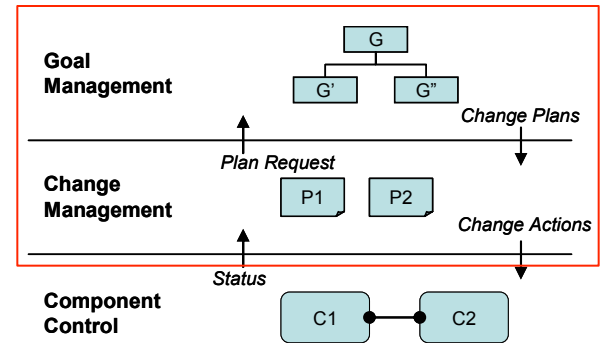 G
Goal
Management
G' G"
Change Plans
Plan Request
Change
Management
P1 P2
Change Actions
Status
Component
Control
C1 C2